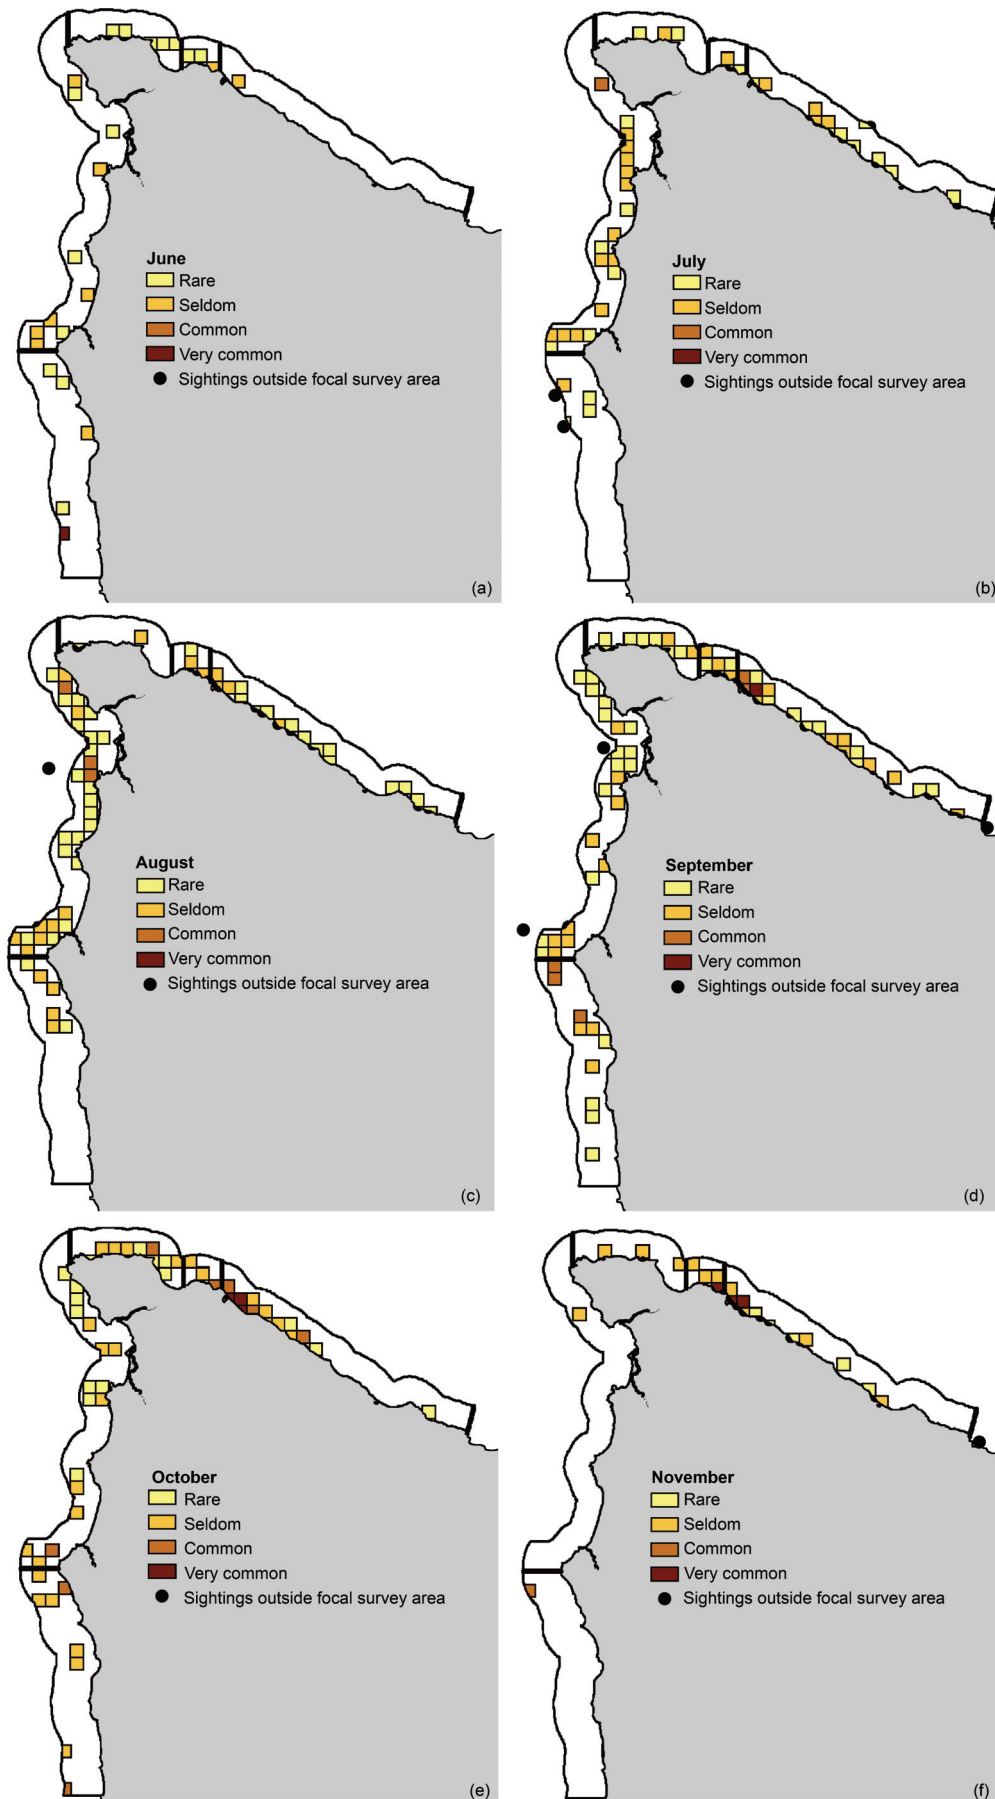 June
Rare
Seldom
Common
Very common
Sightings outside focal survey area
(a)
July
Rare
Seldom
Common
Very common
Sightings outside focal survey area
(b)
August
Rare
Seldom
Common
Very common
Sightings outside focal survey area
(c)
September
Rare
Seldom
Common
Very common
Sightings outside focal survey area
(d)
October
Rare
Seldom
Common
Very common
Sightings outside focal survey area
(e)
November
Rare
Seldom
Common
Very common
Sightings outside focal survey area
(f)